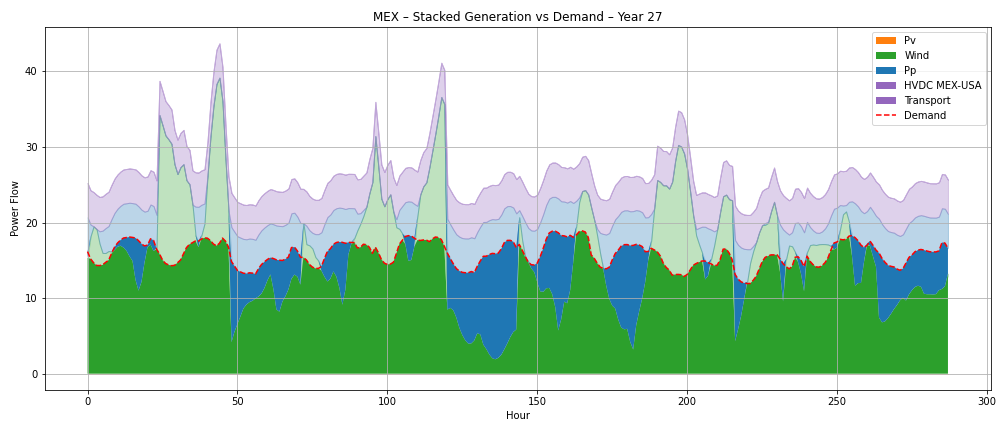 MEX – Stacked Generation vs Demand – Year 27
Pv
Wind
Pp
HVDC MEX-USA
Transport
Demand
Power Flow
40
30
20
10
0
0 50 100 150 200 250 300
Hour